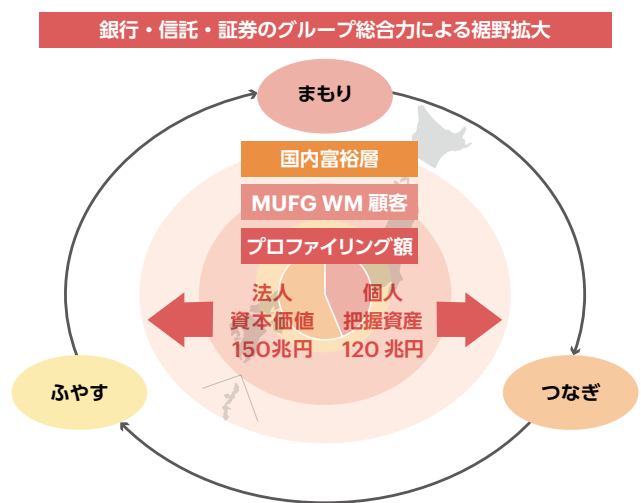 銀行・信託・証券のグループ総合力による裾野拡大
まもり
国内富裕層
MUFG WM 顧客
プロファイリング額
法人
資本価値
150兆円
個人
把握資産
120 兆円
ふやす
つなぎ